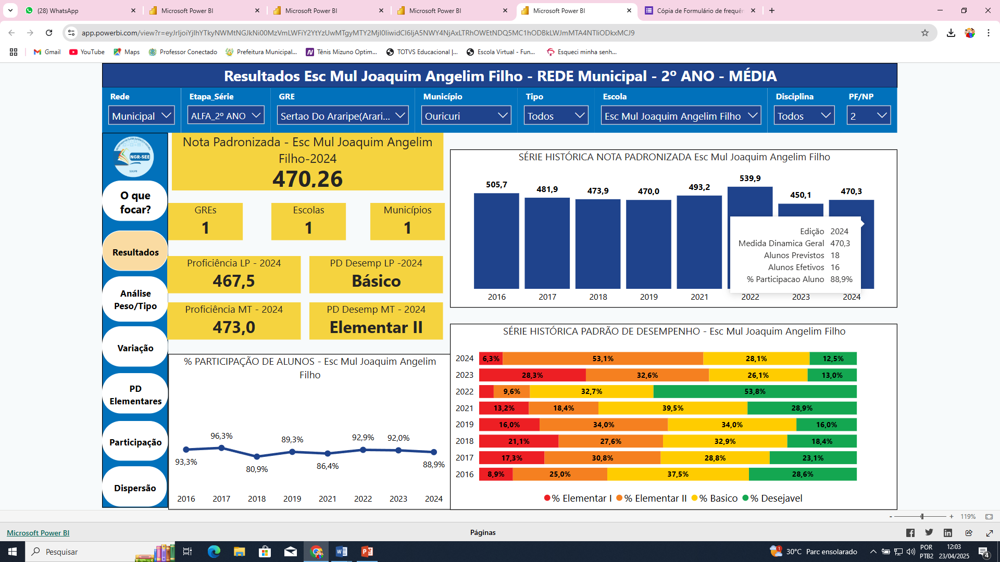 (28) WhatsApp
Microsoft Power BI
Microsoft Power BI
Microsoft Power BI
Microsoft Power BI
Cópia de Formulário de frequên
Gmail
YouTube
Maps
Professor Conectado
Prefeitura Municipal...
Tênis Mizuno Optim...
TOTVS Educacional |...
Escola Virtual - Fun...
Esqueci minha senh...
Resultados Esc Mul Joaquim Angelim Filho - REDE Municipal - 2º ANO - MÉDIA
Rede
Etapa_Série
GRE
Município
Tipo
Escola
Disciplina
PF/NP
Municipal
ALFA_2º ANO
Sertao Do Araripe(Arari...
Ouricuri
Todos
Esc Mul Joaquim Angelim Filho
Todos
2
NGR-SEE
O que
focar?
Resultados
Análise
Peso/Tipo
Variação
PD
Elementares
Participação
Dispersão
Nota Padronizada - Esc Mul Joaquim Angelim
Filho-2024
470,26
GREs
1
Escolas
1
Municípios
1
Proficiência LP - 2024
467,5
PD Desemp LP -2024
Básico
Proficiência MT - 2024
473,0
PD Desemp MT - 2024
Elementar II
% PARTICIPAÇÃO DE ALUNOS - Esc Mul Joaquim Angelim
Filho
93,3% 96,3% 80,9% 89,3% 86,4% 92,9% 92,0% 88,9%
2016 2017 2018 2019 2021 2022 2023 2024
SÉRIE HISTÓRICA NOTA PADRONIZADA Esc Mul Joaquim Angelim Filho
505,7 481,9 473,9 470,0 493,2 539,9 450,1 470,3
Edição 2024
Medida Dinamica Geral 470,3
Alunos Previstos 18
Alunos Efetivos 16
% Participacao Aluno 88,9%
2016 2017 2018 2019 2021 2022 2023 2024
SÉRIE HISTÓRICA PADRÃO DE DESEMPENHO - Esc Mul Joaquim Angelim Filho
2024 6,3% 53,1% 28,1% 12,5%
2023 28,3% 32,6% 26,1% 13,0%
2022 9,6% 32,7% 53,8%
2021 13,2% 18,4% 39,5% 28,9%
2019 16,0% 34,0% 34,0% 16,0%
2018 21,1% 27,6% 32,9% 18,4%
2017 17,3% 30,8% 28,8% 23,1%
2016 8,9% 25,0% 37,5% 28,6%
% Elementar I % Elementar II % Basico % Desejavel
- + 119%
Microsoft Power BI
Páginas
Pesquisar
30°C Parc ensolarado
POR
PTB2
12:03
23/04/2025
4